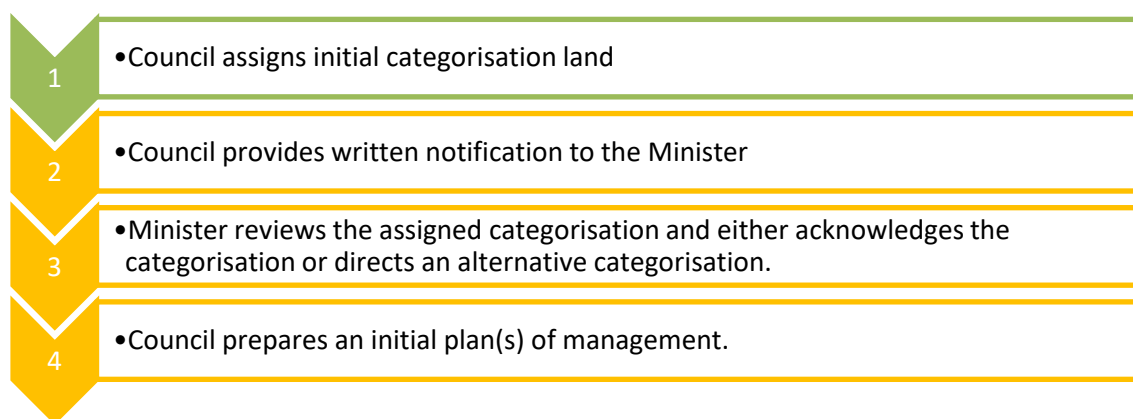 1
•Council assigns initial categorisation land
2
•Council provides written notification to the Minister
3
•Minister reviews the assigned categorisation and either acknowledges the
categorisation or directs an alternative categorisation.
4
•Council prepares an initial plan(s) of management.